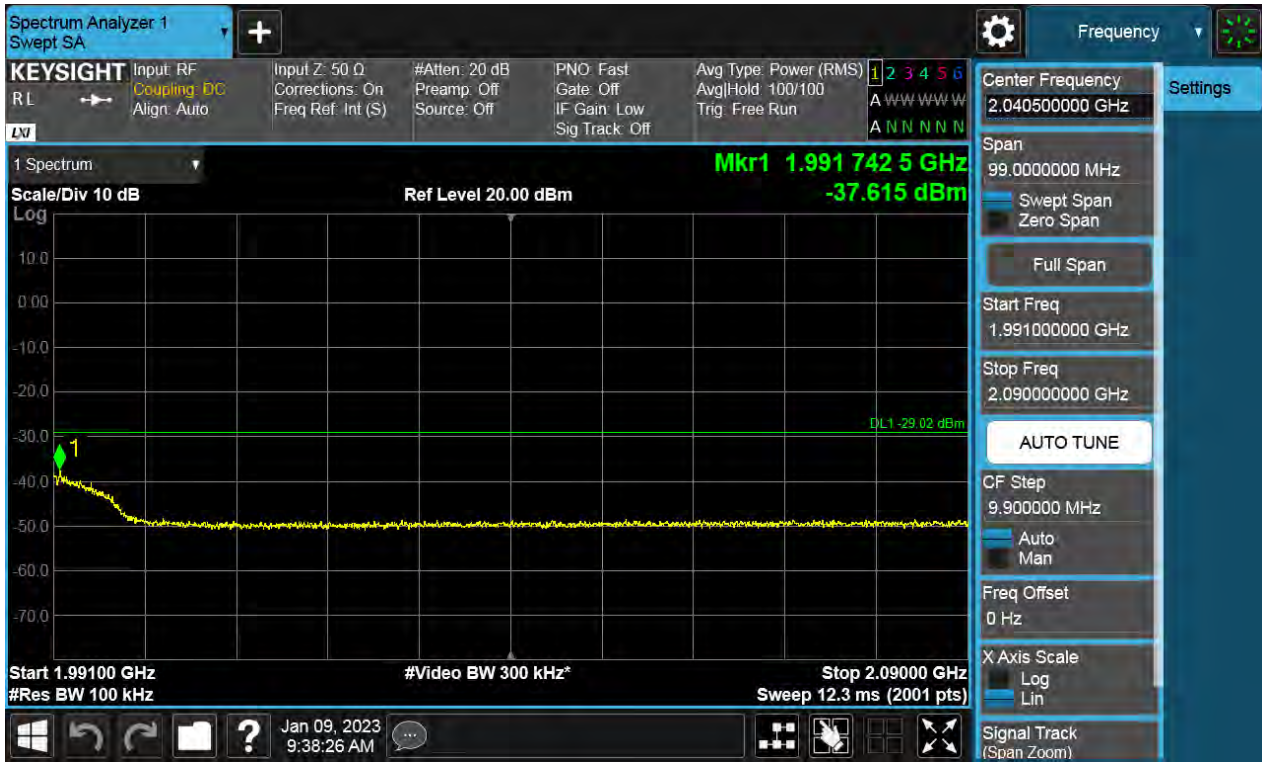 Spectrum Analyzer 1
Swept SA
+
Frequency
KEYSIGHT
RL
LXI
Input: RF
Coupling: DC
Align: Auto
Input Z: 50 Ω
Corrections: On
Freq Ref: Int (S)
#Atten: 20 dB
Preamp: Off
Source: Off
PNO: Fast
Gate: Off
IF Gain: Low
Sig Track: Off
Avg Type: Power (RMS)
Avg|Hold: 100/100
Trig: Free Run
1 2 3 4 5 6
A W W W W W
A N N N N N
1 Spectrum
Scale/Div 10 dB
Ref Level 20.00 dBm
Mkr1 1.991 742 5 GHz
-37.615 dBm
Log
10.0
0.00
-10.0
-20.0
-30.0
-40.0
-50.0
-60.0
-70.0
1
DL1 -29.02 dBm
Start 1.99100 GHz
#Video BW 300 kHz*
Stop 2.09000 GHz
#Res BW 100 kHz
Sweep 12.3 ms (2001 pts)
?
Jan 09, 2023
9:38:26 AM
Center Frequency
2.040500000 GHz
Settings
Span
99.0000000 MHz
Swept Span
Zero Span
Full Span
Start Freq
1.991000000 GHz
Stop Freq
2.090000000 GHz
AUTO TUNE
CF Step
9.900000 MHz
Auto
Man
Freq Offset
0 Hz
X Axis Scale
Log
Lin
Signal Track
(Span Zoom)